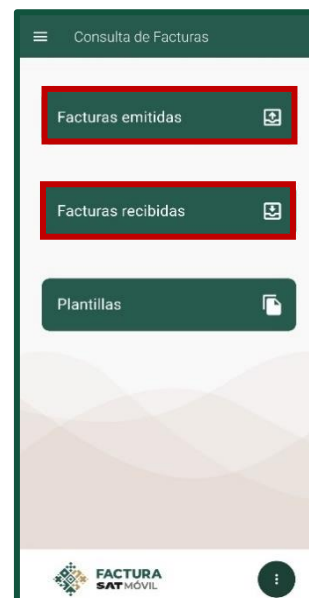 Consulta de Facturas
Facturas emitidas
Facturas recibidas
Plantillas
FACTURA
SAT MÓVIL